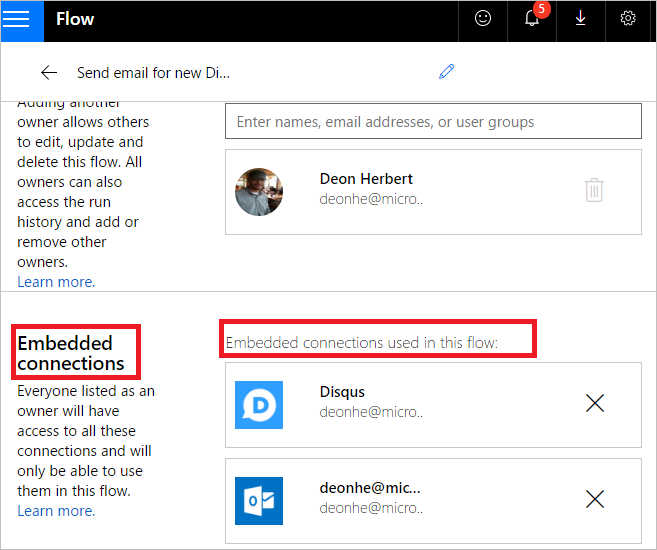 Flow
5
Send email for new Di...
Adding another
owner allows others
to edit, update and
delete this flow. All
owners can also
access the run
history and add or
remove other
owners.
Learn more.
Enter names, email addresses, or user groups
Deon Herbert
deonhe@micro..
Embedded
connections
Everyone listed as an
owner will have
access to all these
connections and will
only be able to use
them in this flow.
Learn more.
Embedded connections used in this flow:
Disqus
deonhe@micro..
deonhe@mic...
deonhe@micro..